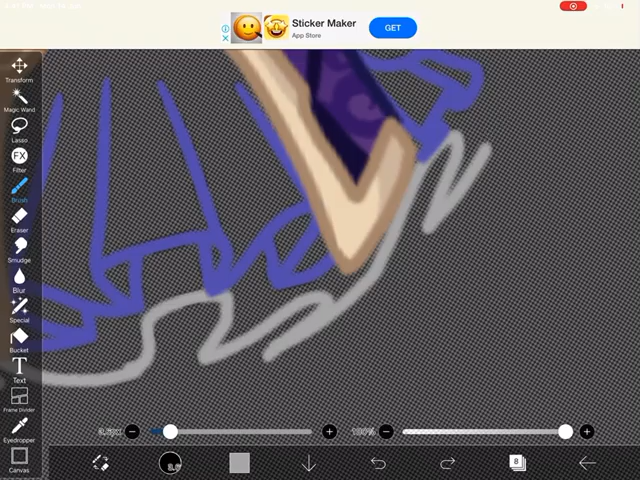 Sticker Maker
App Store
GET
Transform
Magic Wand
Lasso
FX
Filter
Brush
Eraser
Smudge
Blur
Special
Bucket
T
Text
Frame Divider
Eyedropper
Canvas
100%
8